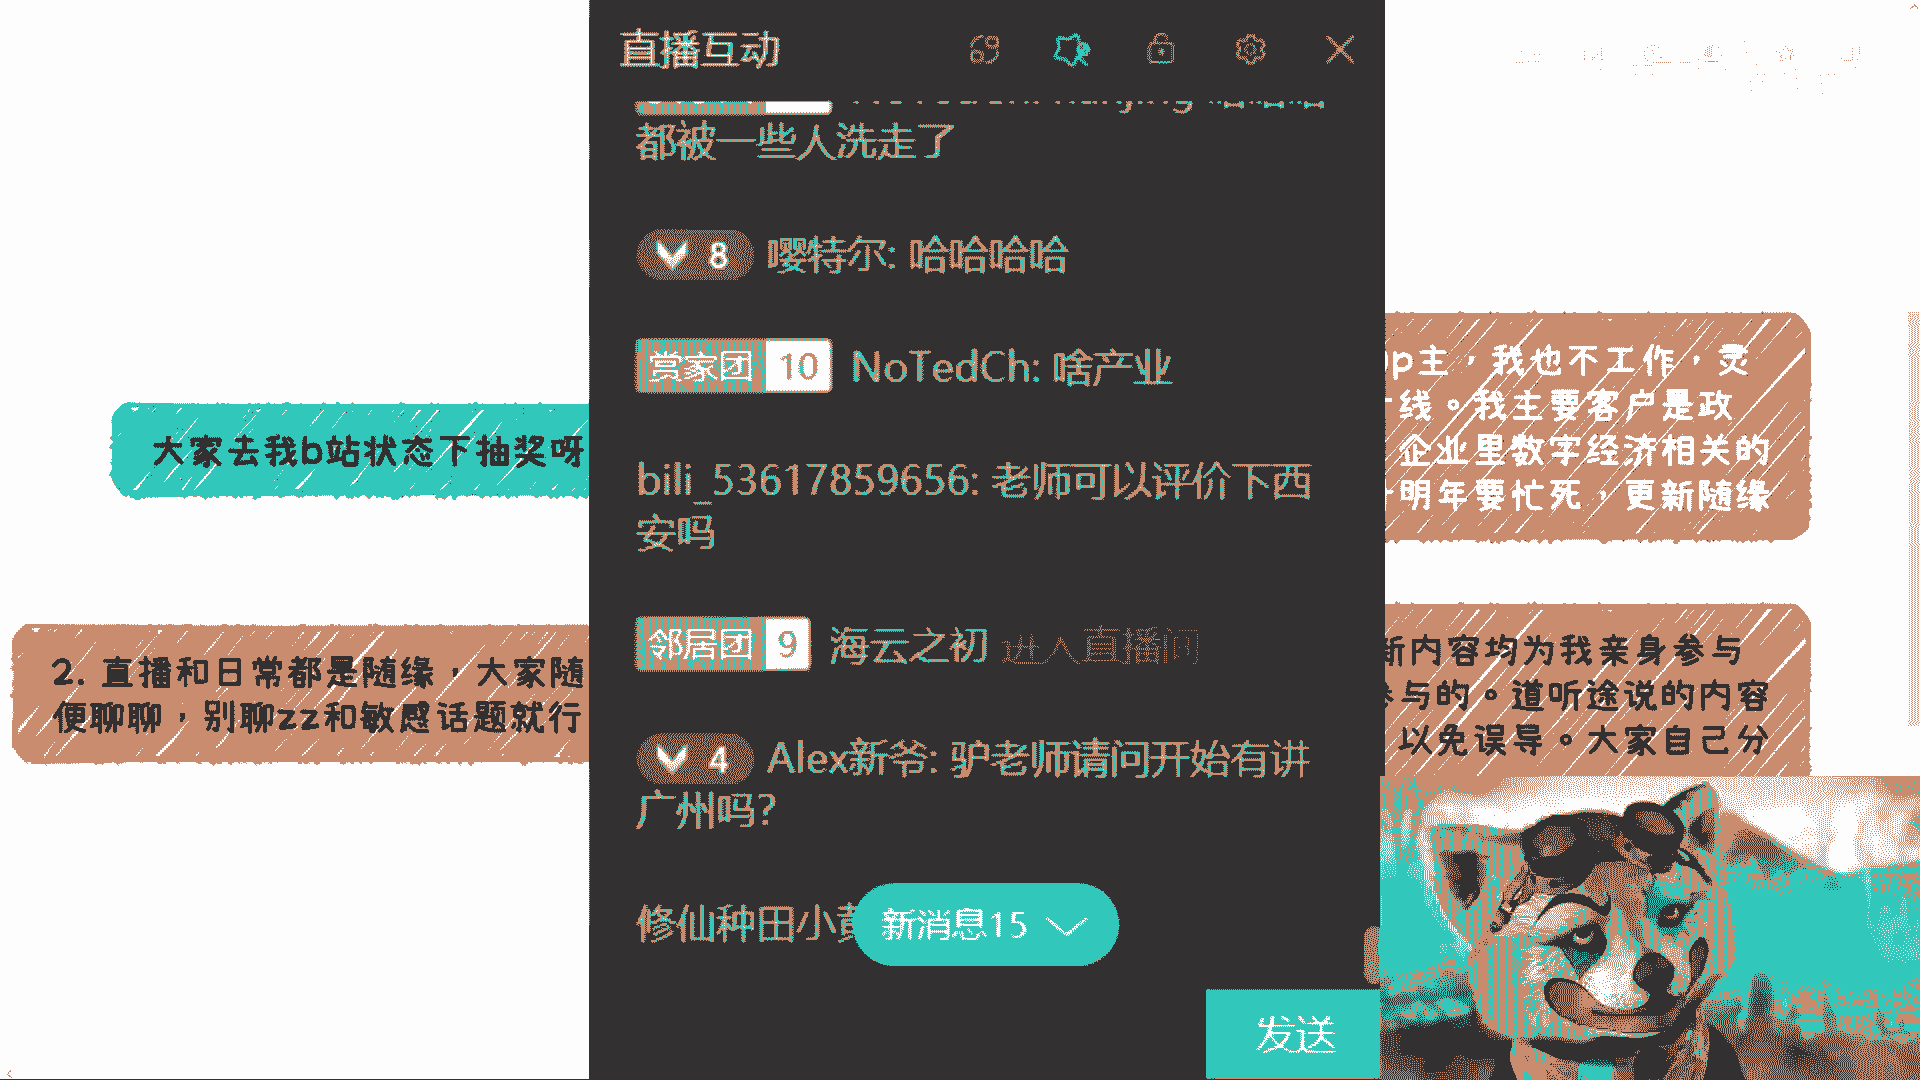 直播互动
69
都被一些人洗走了
8 嘤特尔: 哈哈哈哈
赏家团 10 NoTedCh: 啥产业
bili_53617859656: 老师可以评价下西
安吗
邻居团 9 海云之初 进入直播间
4 Alex新爷: 驴老师请问开始有讲
广州吗?
修仙种田小黄
新消息15
发送
大家去我b站状态下抽奖呀
2. 直播和日常都是随缘，大家随
便聊聊，别聊zz和敏感话题就行
p主，我也不工作，灵
线。我主要客户是政
企业里数字经济相关的
明年要忙死，更新随缘
新内容均为我亲身参与
参与的。道听途说的内容
以免误导。大家自己分